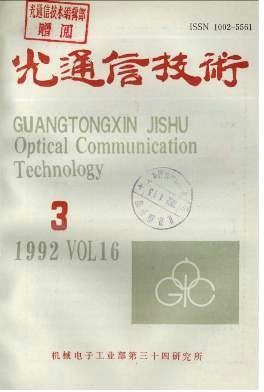 光通信技术编辑部
赠阅
ISSN 1002-5561
光通信技術
GUANGTONGXIN JISHU
Optical Communication
Technology
3
1992 VOL16
机械电子工业部第三十四研究所